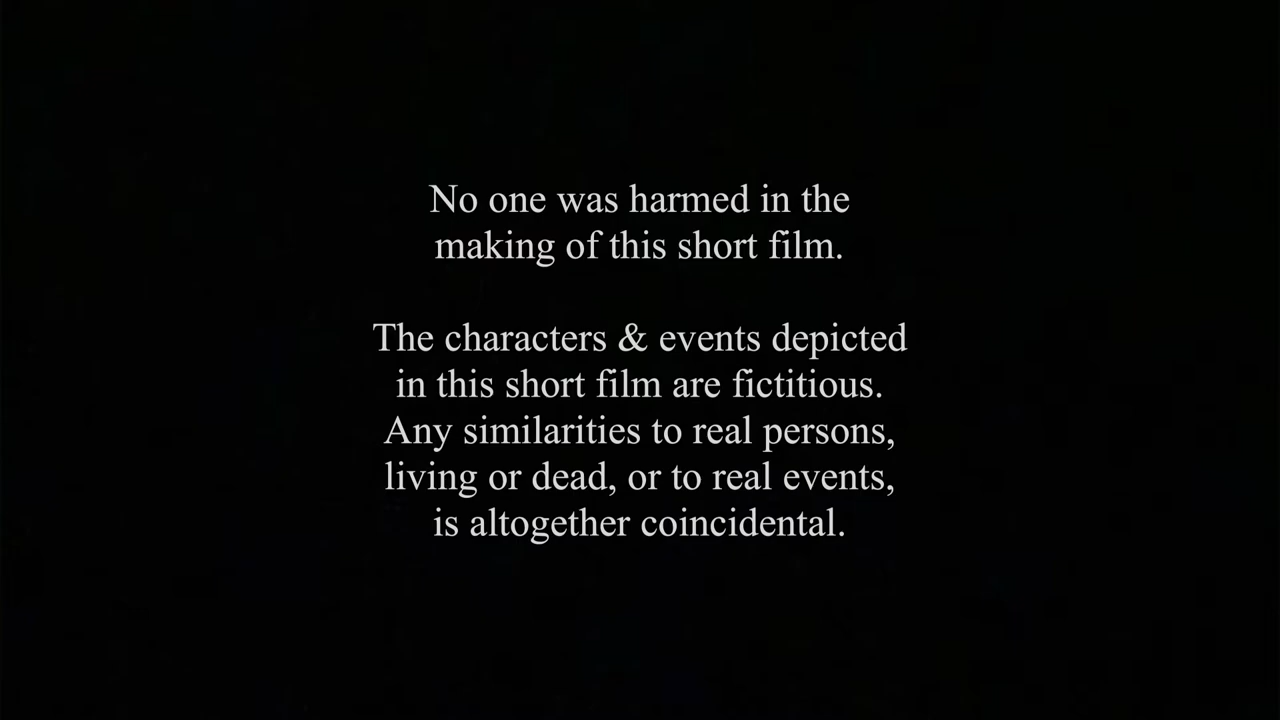 No one was harmed in the
making of this short film.
The characters & events depicted
in this short film are fictitious.
Any similarities to real persons,
living or dead, or to real events,
is altogether coincidental.